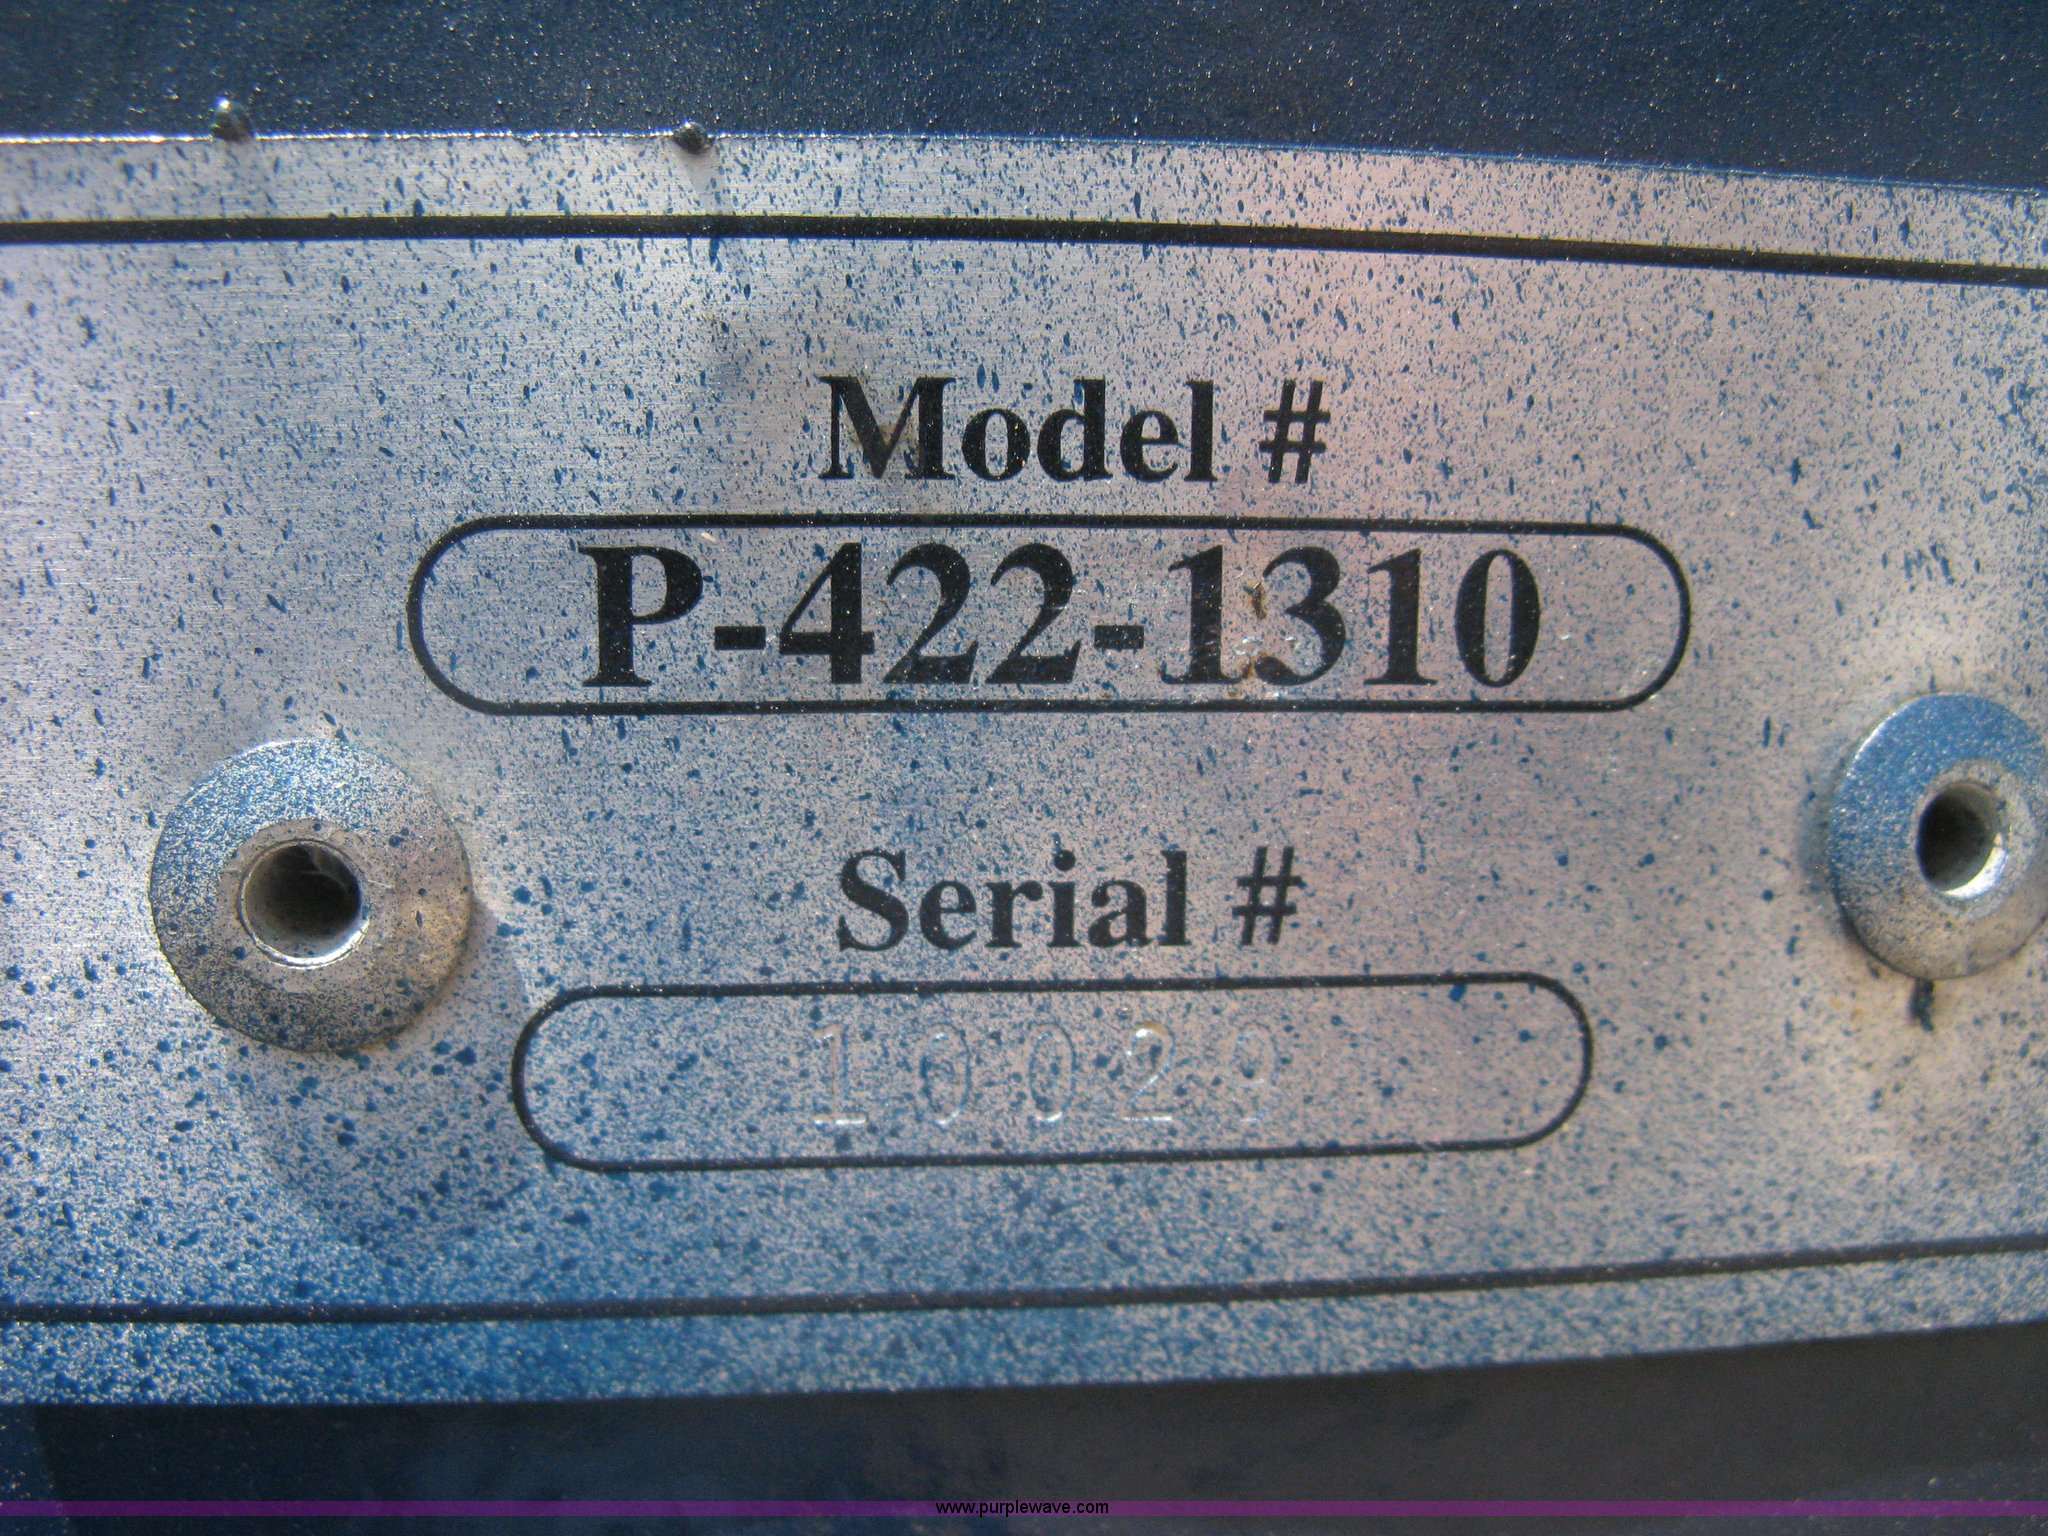 Model #
P-422-1310
Serial #
10029
www.purplewave.com